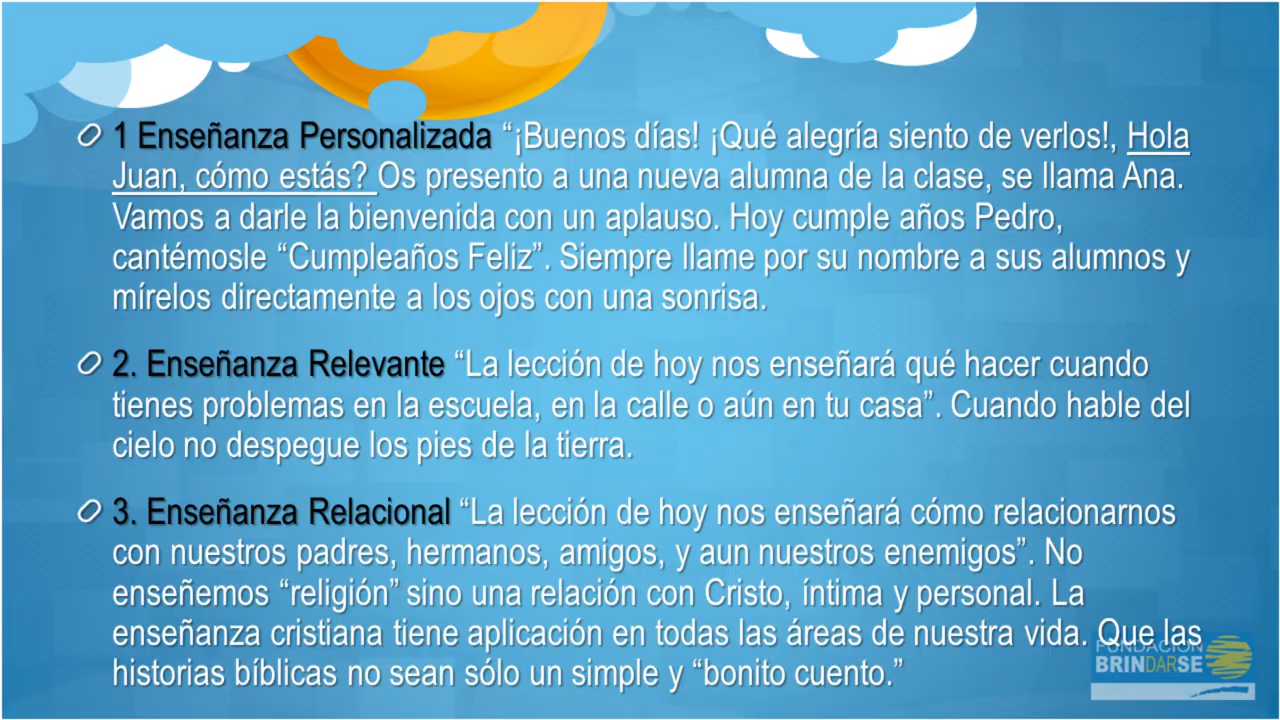 1 Enseñanza Personalizada “¡Buenos días! ¡Qué alegría siento de verlos!, Hola
Juan, cómo estás? Os presento a una nueva alumna de la clase, se llama Ana.
Vamos a darle la bienvenida con un aplauso. Hoy cumple años Pedro,
cantémosle “Cumpleaños Feliz”. Siempre llame por su nombre a sus alumnos y
mírelos directamente a los ojos con una sonrisa.
2. Enseñanza Relevante “La lección de hoy nos enseñará qué hacer cuando
tienes problemas en la escuela, en la calle o aún en tu casa”. Cuando hable del
cielo no despegue los pies de la tierra.
3. Enseñanza Relacional “La lección de hoy nos enseñará cómo relacionarnos
con nuestros padres, hermanos, amigos, y aun nuestros enemigos”. No
enseñemos “religión” sino una relación con Cristo, íntima y personal. La
enseñanza cristiana tiene aplicación en todas las áreas de nuestra vida. Que las
historias bíblicas no sean sólo un simple y “bonito cuento.”
FUNDACIÓN
BRINDARSE